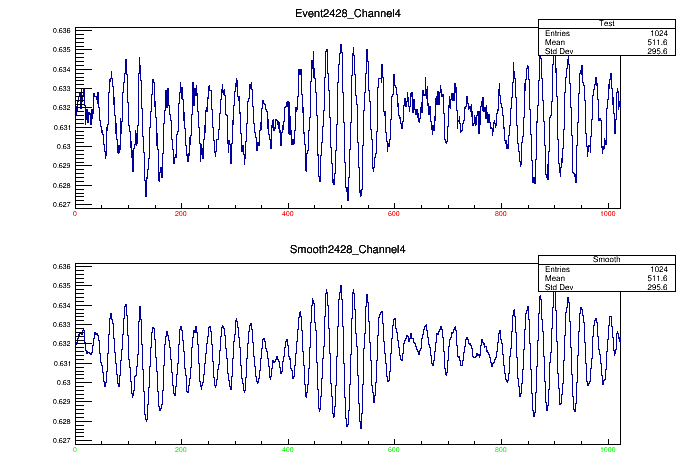 Event2428_Channel4
Test
Entries 1024
Mean 511.6
Std Dev 295.6
0.636
0.635
0.634
0.633
0.632
0.631
0.63
0.629
0.628
0.627
0 200 400 600 800 1000
Smooth2428_Channel4
Smooth
Entries 1024
Mean 511.6
Std Dev 295.6
0.636
0.635
0.634
0.633
0.632
0.631
0.63
0.629
0.628
0.627
0 200 400 600 800 1000